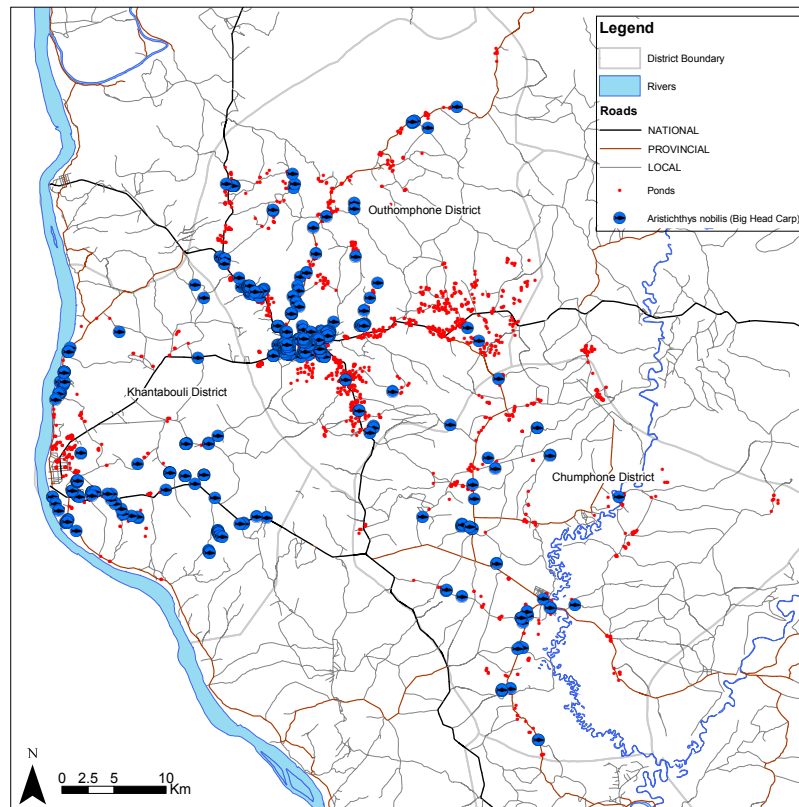 Legend
District Boundary
Rivers
Roads
NATIONAL
PROVINCIAL
LOCAL
Ponds
Aristichthys nobilis (Big Head Carp)
Outhomphone District
Khantabouli District
Chumphone District
N
0 2.5 5 10
Km